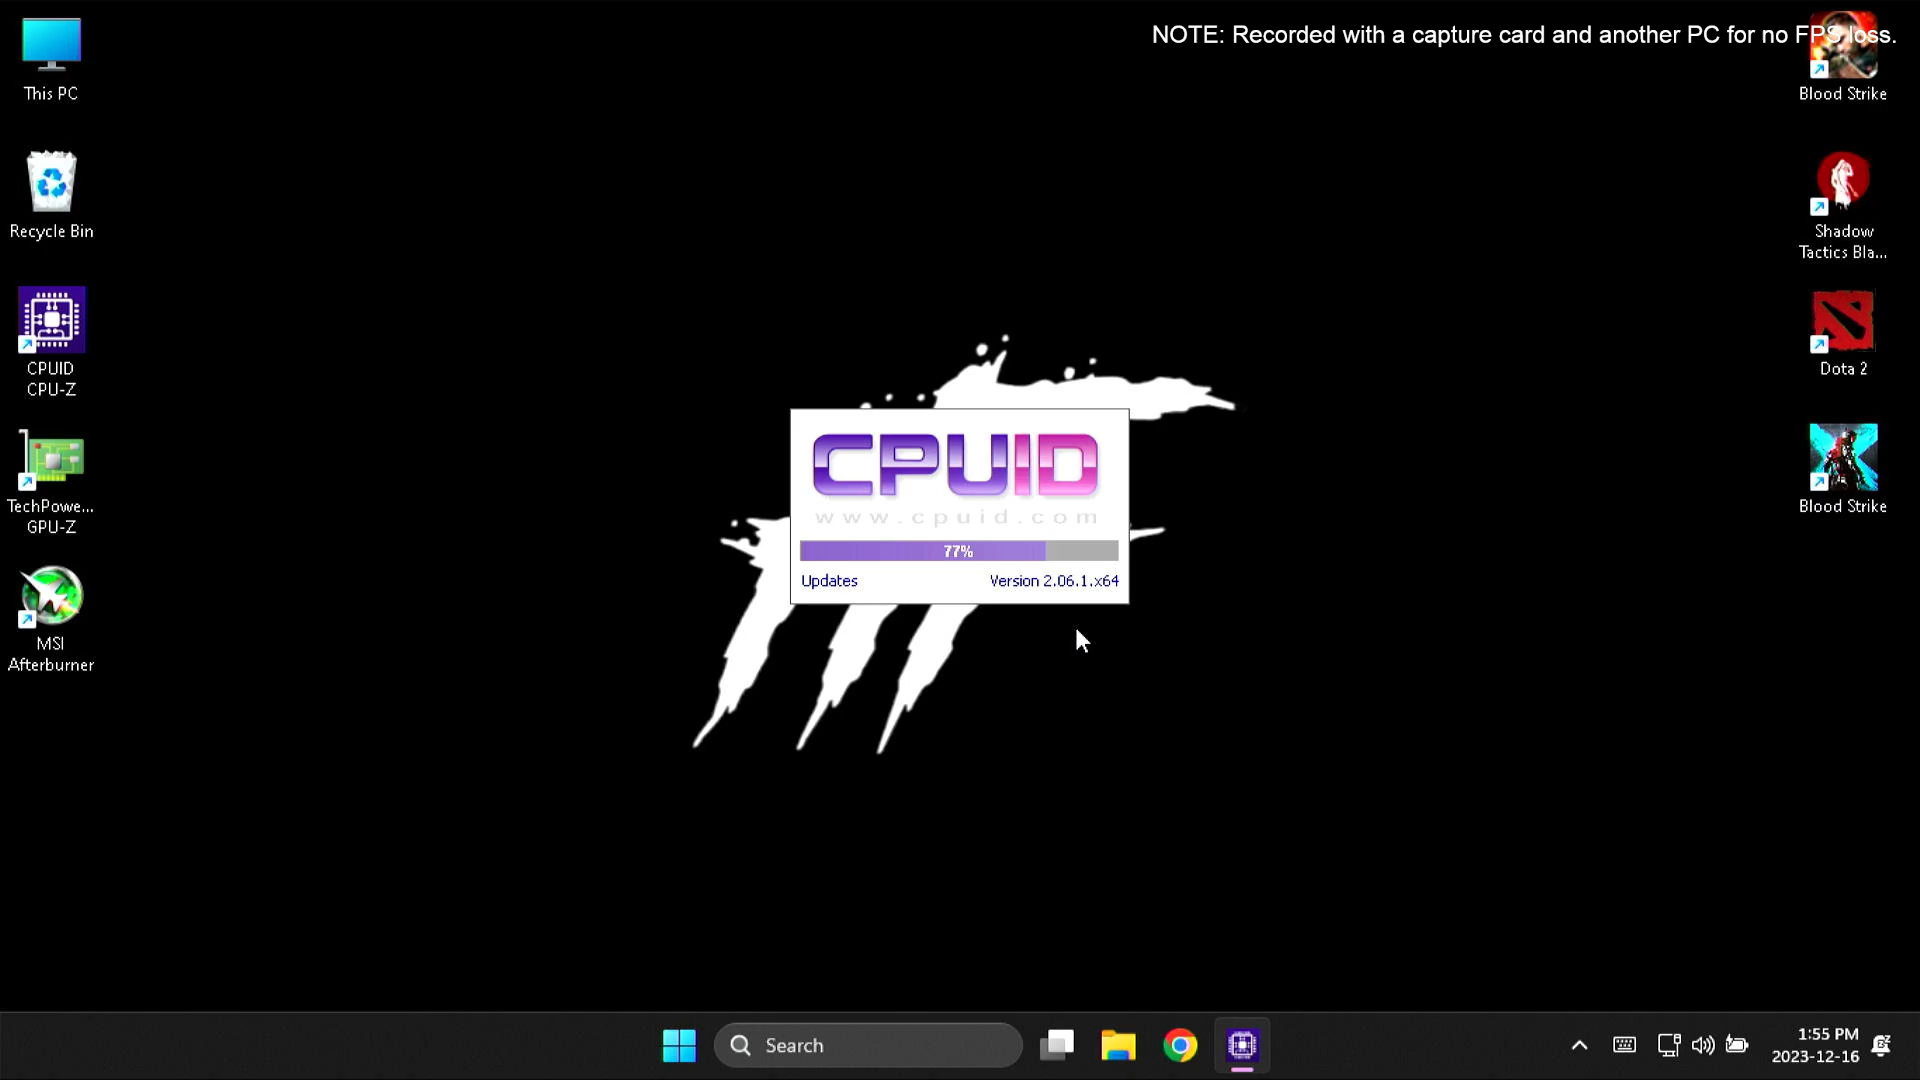 NOTE: Recorded with a capture card and another PC for no FPS loss.
This PC
Recycle Bin
CPUID
CPU-Z
TechPowe...
GPU-Z
MSI
Afterburner
CPUID
www.cpuid.com
77%
Updates
Version 2.06.1.x64
Blood Strike
Shadow
Tactics Bla...
Dota 2
Blood Strike
Search
1:55 PM
2023-12-16